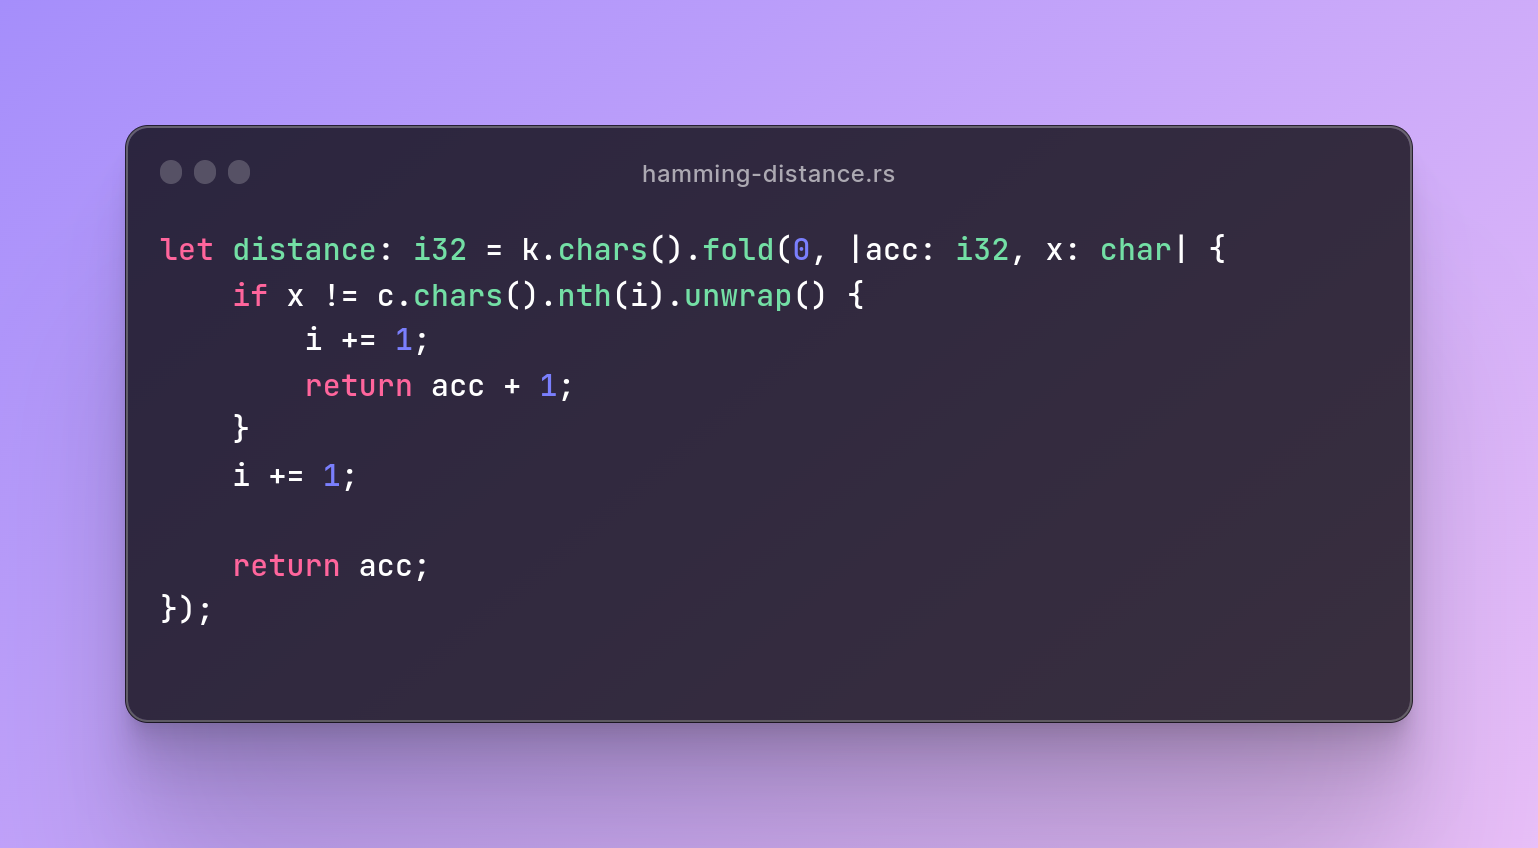 hamming-distance.rs
let distance: i32 = k.chars().fold(0, |acc: i32, x: char| {
    if x != c.chars().nth(i).unwrap() {
        i += 1;
        return acc + 1;
    }
    i += 1;

    return acc;
});